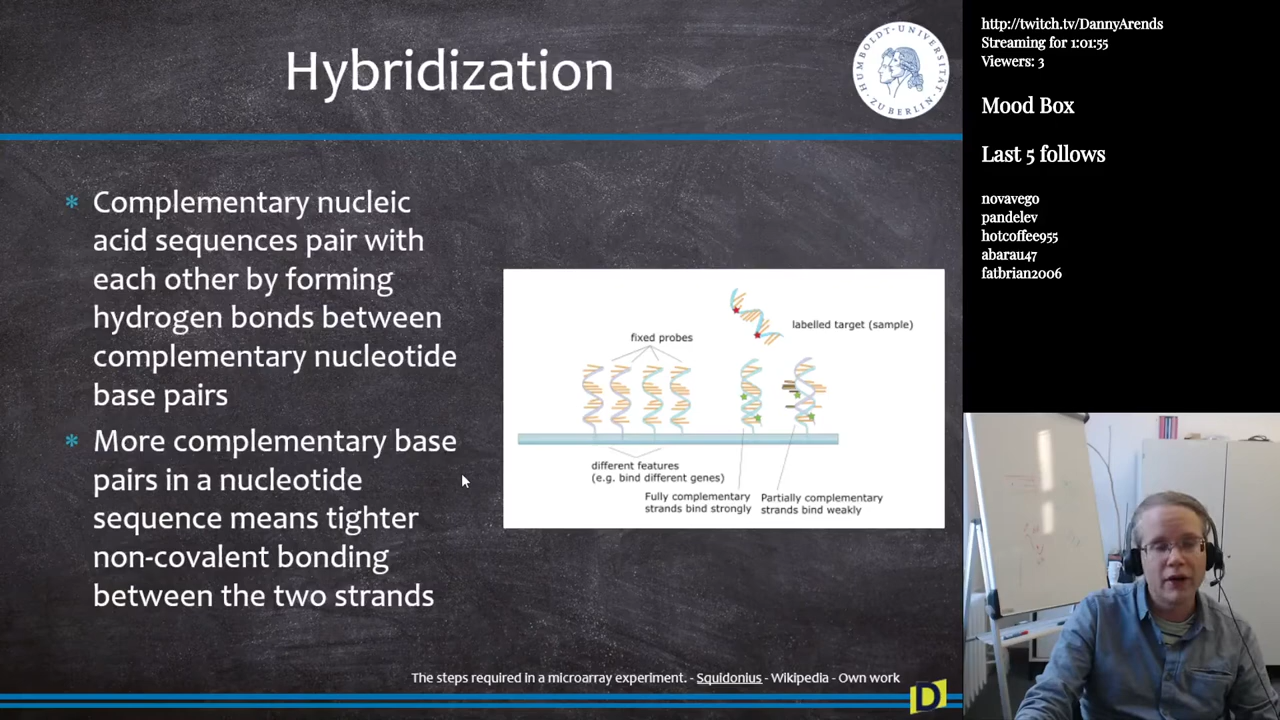 Hybridization
HUMBOLDT-UNIVERSITÄT ZU BERLIN
* Complementary nucleic
acid sequences pair with
each other by forming
hydrogen bonds between
complementary nucleotide
base pairs
* More complementary base
pairs in a nucleotide
sequence means tighter
non-covalent bonding
between the two strands
labelled target (sample)
fixed probes
different features
(e.g. bind different genes)
Fully complementary
strands bind strongly
Partially complementary
strands bind weakly
The steps required in a microarray experiment. - Squidonius - Wikipedia - Own work
D
http://twitch.tv/DannyArends
Streaming for 1:01:55
Viewers: 3
Mood Box
Last 5 follows
novavego
pandelev
hotcoffee955
abarau47
fatbrian2006